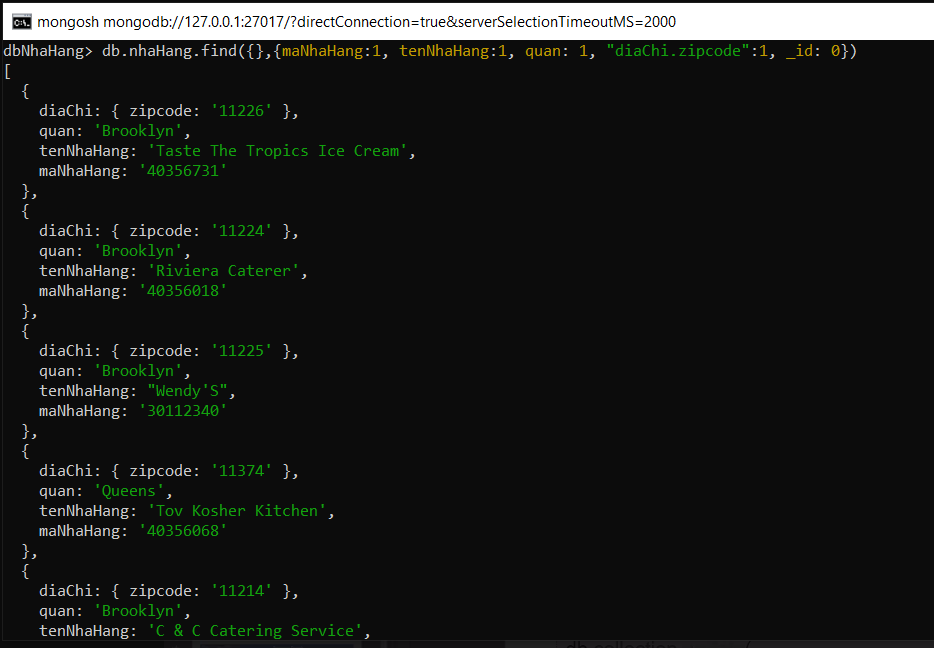 mongosh mongodb://127.0.0.1:27017/?directConnection=true&serverSelectionTimeoutMS=2000
dbNhaHang> db.nhaHang.find({},{maNhaHang:1, tenNhaHang:1, quan: 1, "diaChi.zipcode":1, _id: 0})
[
  {
    diaChi: { zipcode: '11226' },
    quan: 'Brooklyn',
    tenNhaHang: 'Taste The Tropics Ice Cream',
    maNhaHang: '40356731'
  },
  {
    diaChi: { zipcode: '11224' },
    quan: 'Brooklyn',
    tenNhaHang: 'Riviera Caterer',
    maNhaHang: '40356018'
  },
  {
    diaChi: { zipcode: '11225' },
    quan: 'Brooklyn',
    tenNhaHang: "Wendy'S",
    maNhaHang: '30112340'
  },
  {
    diaChi: { zipcode: '11374' },
    quan: 'Queens',
    tenNhaHang: 'Tov Kosher Kitchen',
    maNhaHang: '40356068'
  },
  {
    diaChi: { zipcode: '11214' },
    quan: 'Brooklyn',
    tenNhaHang: 'C & C Catering Service',